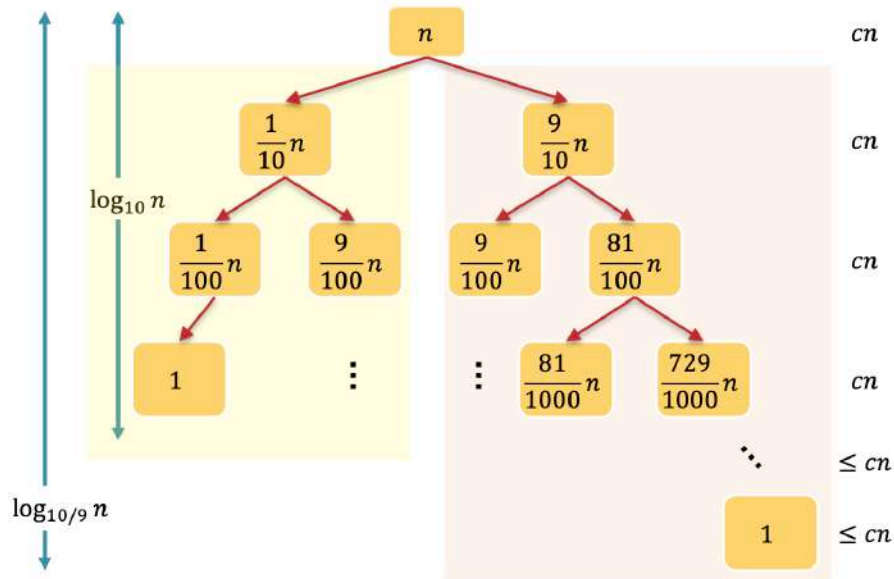 n cn
1/10 n 9/10 n cn
log₁₀ n
1/100 n 9/100 n 9/100 n 81/100 n cn
1 ⋮ ⋮ 81/1000 n 729/1000 n cn
⋱ ≤ cn
log₁₀/₉ n
1 ≤ cn